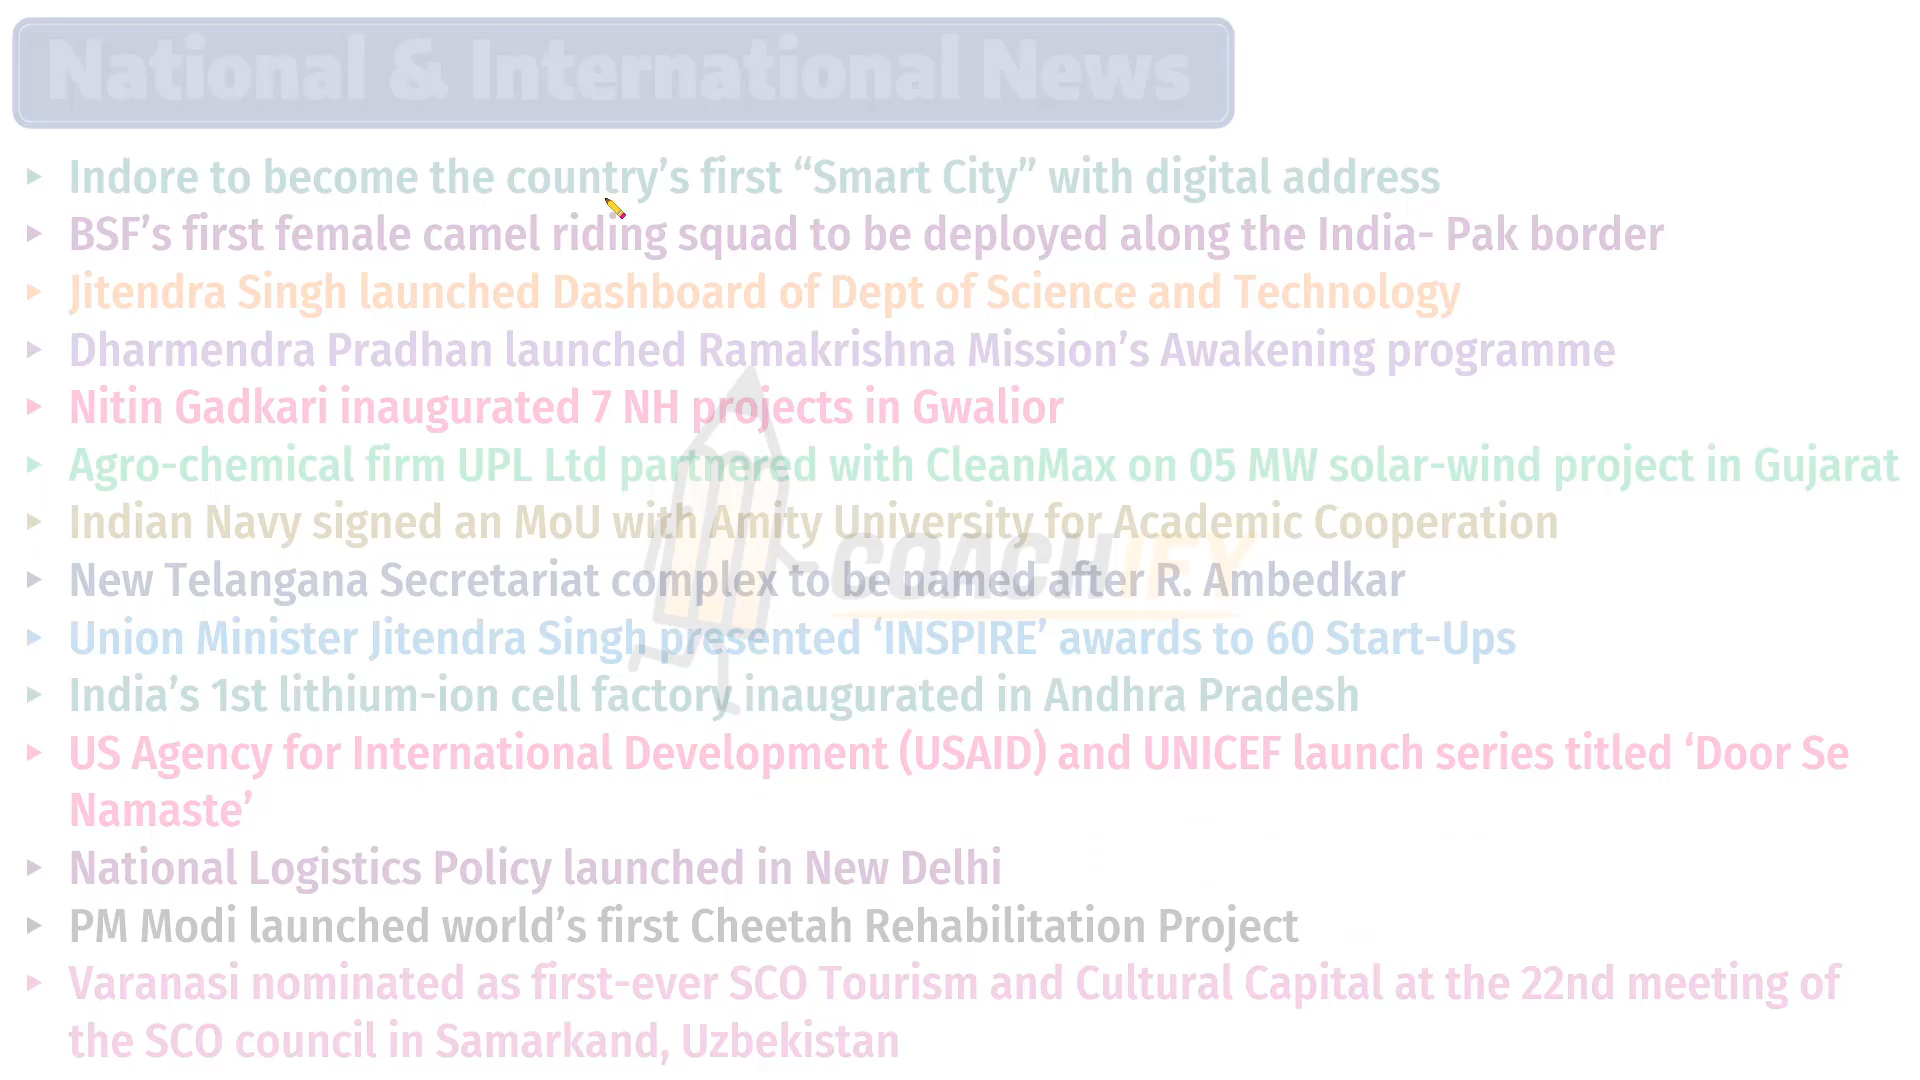 National & International News
▸ Indore to become the country’s first “Smart City” with digital address
▸ BSF’s first female camel riding squad to be deployed along the India- Pak border
▸ Jitendra Singh launched Dashboard of Dept of Science and Technology
▸ Dharmendra Pradhan launched Ramakrishna Mission’s Awakening programme
▸ Nitin Gadkari inaugurated 7 NH projects in Gwalior
▸ Agro-chemical firm UPL Ltd partnered with CleanMax on 05 MW solar-wind project in Gujarat
▸ Indian Navy signed an MoU with Amity University for Academic Cooperation
COACHIFY
▸ New Telangana Secretariat complex to be named after R. Ambedkar
▸ Union Minister Jitendra Singh presented ‘INSPIRE’ awards to 60 Start-Ups
▸ India’s 1st lithium-ion cell factory inaugurated in Andhra Pradesh
▸ US Agency for International Development (USAID) and UNICEF launch series titled ‘Door Se
Namaste’
▸ National Logistics Policy launched in New Delhi
▸ PM Modi launched world’s first Cheetah Rehabilitation Project
▸ Varanasi nominated as first-ever SCO Tourism and Cultural Capital at the 22nd meeting of
the SCO council in Samarkand, Uzbekistan